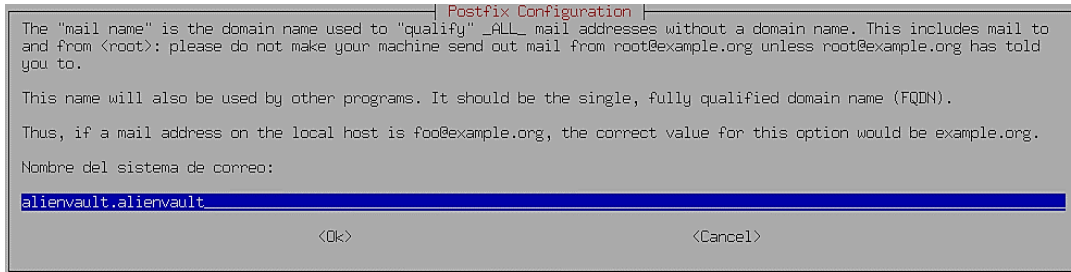 Postfix Configuration
The "mail name" is the domain name used to "qualify" _ALL_ mail addresses without a domain name. This includes mail to
and from <root>: please do not make your machine send out mail from root@example.org unless root@example.org has told
you to.
This name will also be used by other programs. It should be the single, fully qualified domain name (FQDN).
Thus, if a mail address on the local host is foo@example.org, the correct value for this option would be example.org.
Nombre del sistema de correo:
alienvault.alienvault
<Ok> <Cancel>